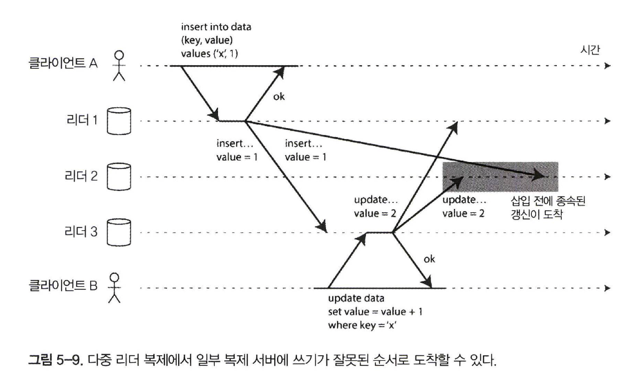 insert into data
(key, value)
values ('x', 1)
시간
클라이언트 A
ok
리더 1
insert...
value = 1
insert...
value = 1
리더 2
update...
value = 2
update...
value = 2
삽입 전에 종속된
갱신이 도착
리더 3
ok
클라이언트 B
update data
set value = value + 1
where key = 'x'
그림 5-9. 다중 리더 복제에서 일부 복제 서버에 쓰기가 잘못된 순서로 도착할 수 있다.